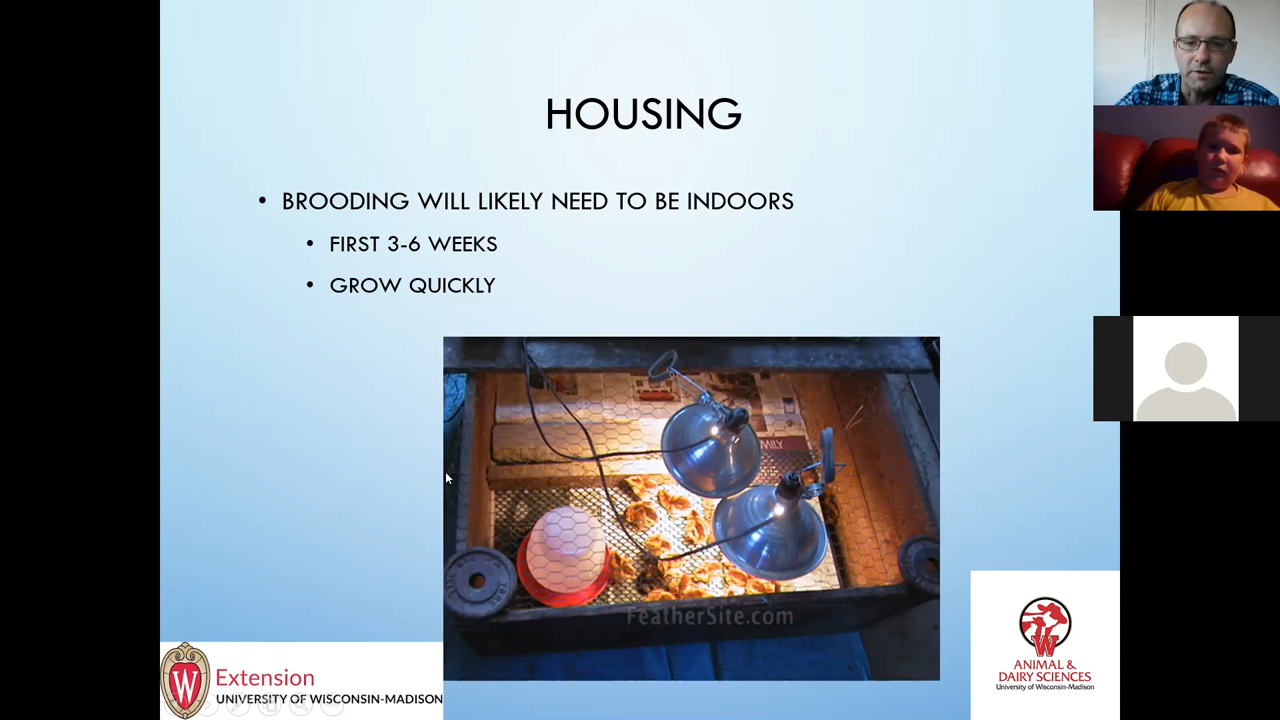 HOUSING
• BROODING WILL LIKELY NEED TO BE INDOORS
• FIRST 3-6 WEEKS
• GROW QUICKLY
MILY
FeatherSite.com
W
Extension
UNIVERSITY OF WISCONSIN-MADISON
W
ANIMAL &
DAIRY SCIENCES
University of Wisconsin-Madison